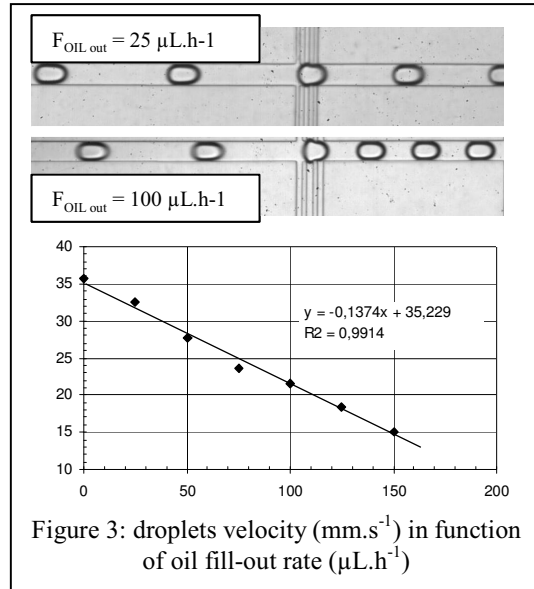 F_OIL out = 25 µL.h-1
F_OIL out = 100 µL.h-1
40
35
30
25
20
15
10
y = -0,1374x + 35,229
R2 = 0,9914
0 50 100 150 200
Figure 3: droplets velocity (mm.s⁻¹) in function
of oil fill-out rate (µL.h⁻¹)